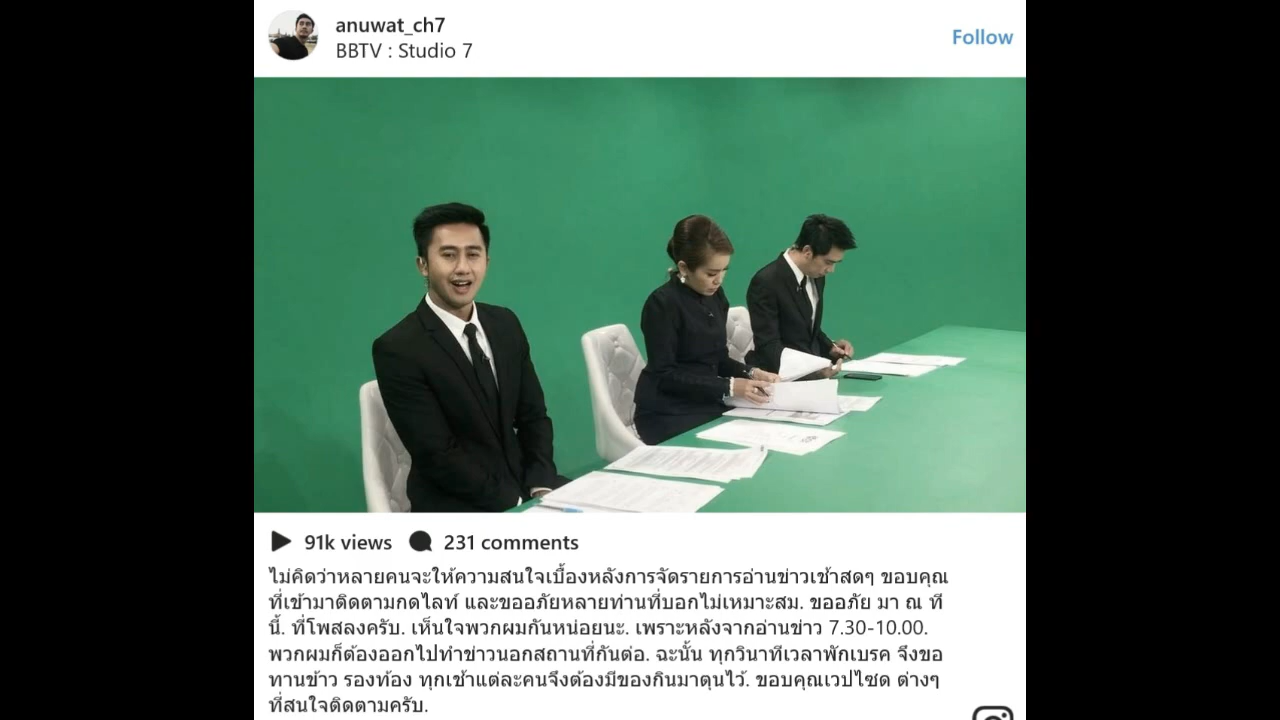 anuwat_ch7
BBTV : Studio 7
Follow
91k views 231 comments
ไม่คิดว่าหลายคนจะให้ความสนใจเบื้องหลังการจัดรายการอ่านข่าวเช้าสดๆ ขอบคุณ
ที่เข้ามาติดตามกดไลท์ และขออภัยหลายท่านที่บอกไม่เหมาะสม. ขออภัย มา ณ ที
นี้. ที่โพสลงครับ. เห็นใจพวกผมกันหน่อยนะ. เพราะหลังจากอ่านข่าว 7.30-10.00.
พวกผมก็ต้องออกไปทำข่าวนอกสถานที่กันต่อ. ฉะนั้น ทุกวินาทีเวลาพักเบรค จึงขอ
ทานข้าว รองท้อง ทุกเช้าแต่ละคนจึงต้องมีของกินมาตุนไว้. ขอบคุณเวปไซด ต่างๆ
ที่สนใจติดตามครับ.